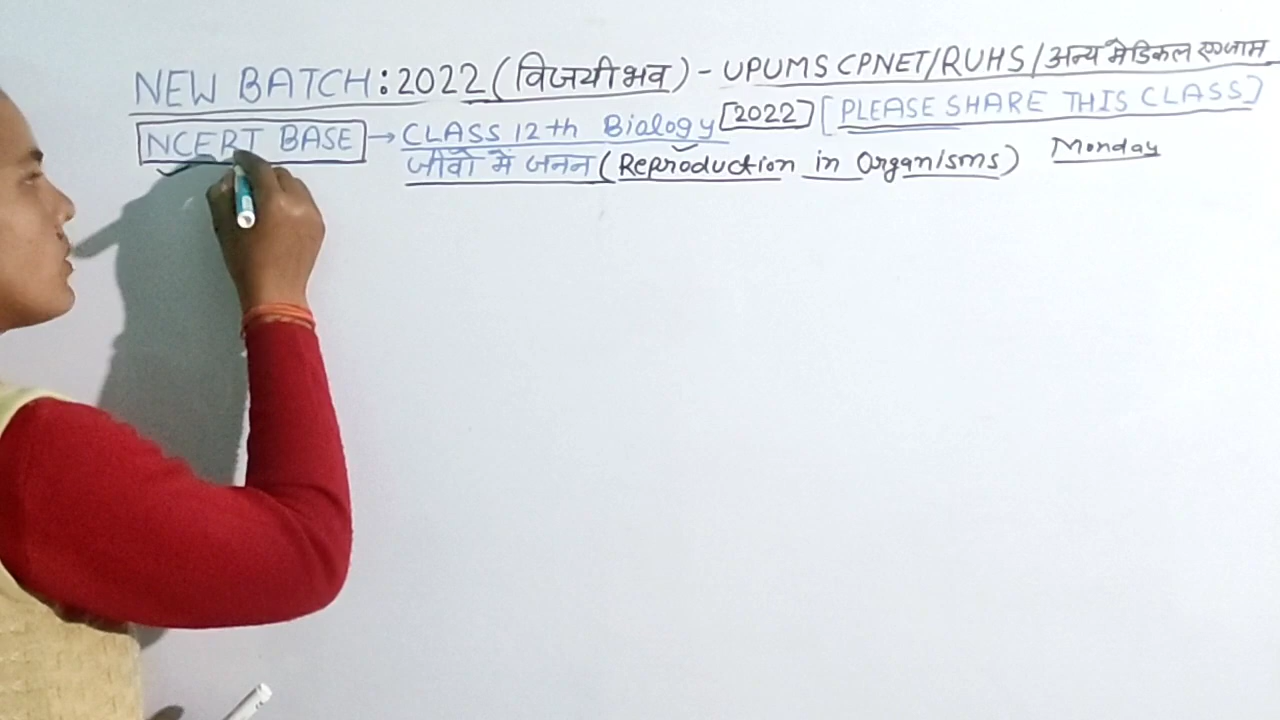 NEW BATCH:2022 (विजयी भव) - UPUMS CPNET/RUHS/अन्य मेडिकल एग्जाम
NCERT BASE → CLASS 12th Biology [2022] [PLEASE SHARE THIS CLASS]
जीवों में जनन (Reproduction in Organisms) Monday